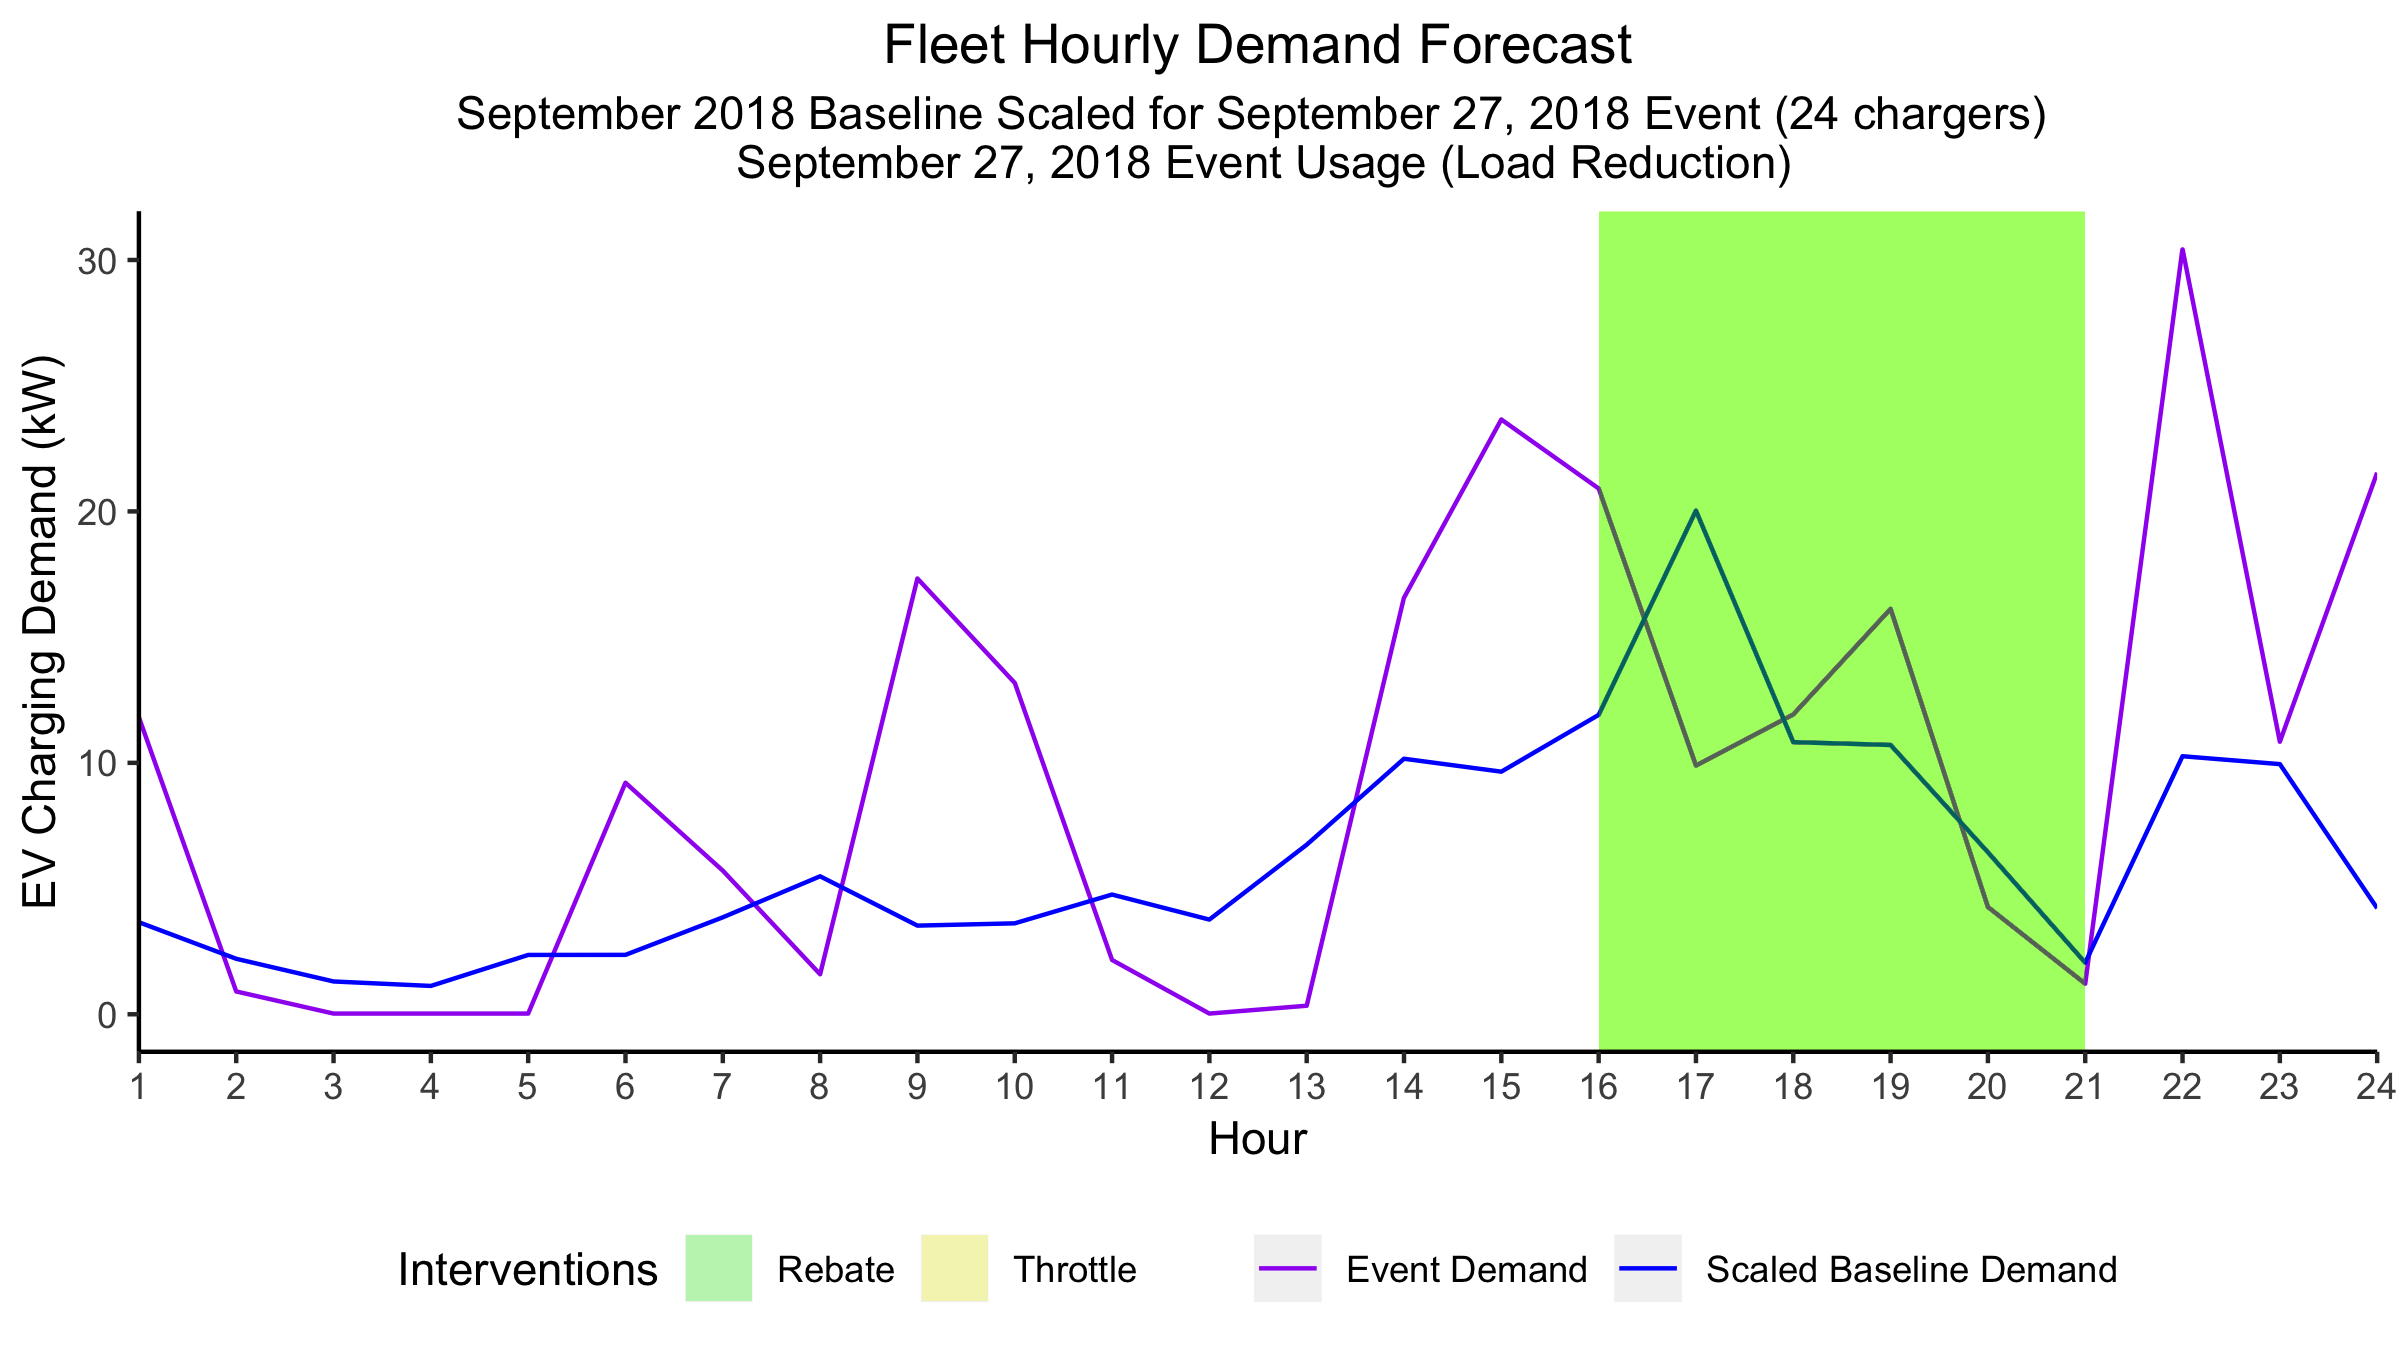 Fleet Hourly Demand Forecast
September 2018 Baseline Scaled for September 27, 2018 Event (24 chargers)
September 27, 2018 Event Usage (Load Reduction)
EV Charging Demand (kW)
30
20
10
0
1 2 3 4 5 6 7 8 9 10 11 12 13 14 15 16 17 18 19 20 21 22 23 24
Hour
Interventions Rebate Throttle Event Demand Scaled Baseline Demand